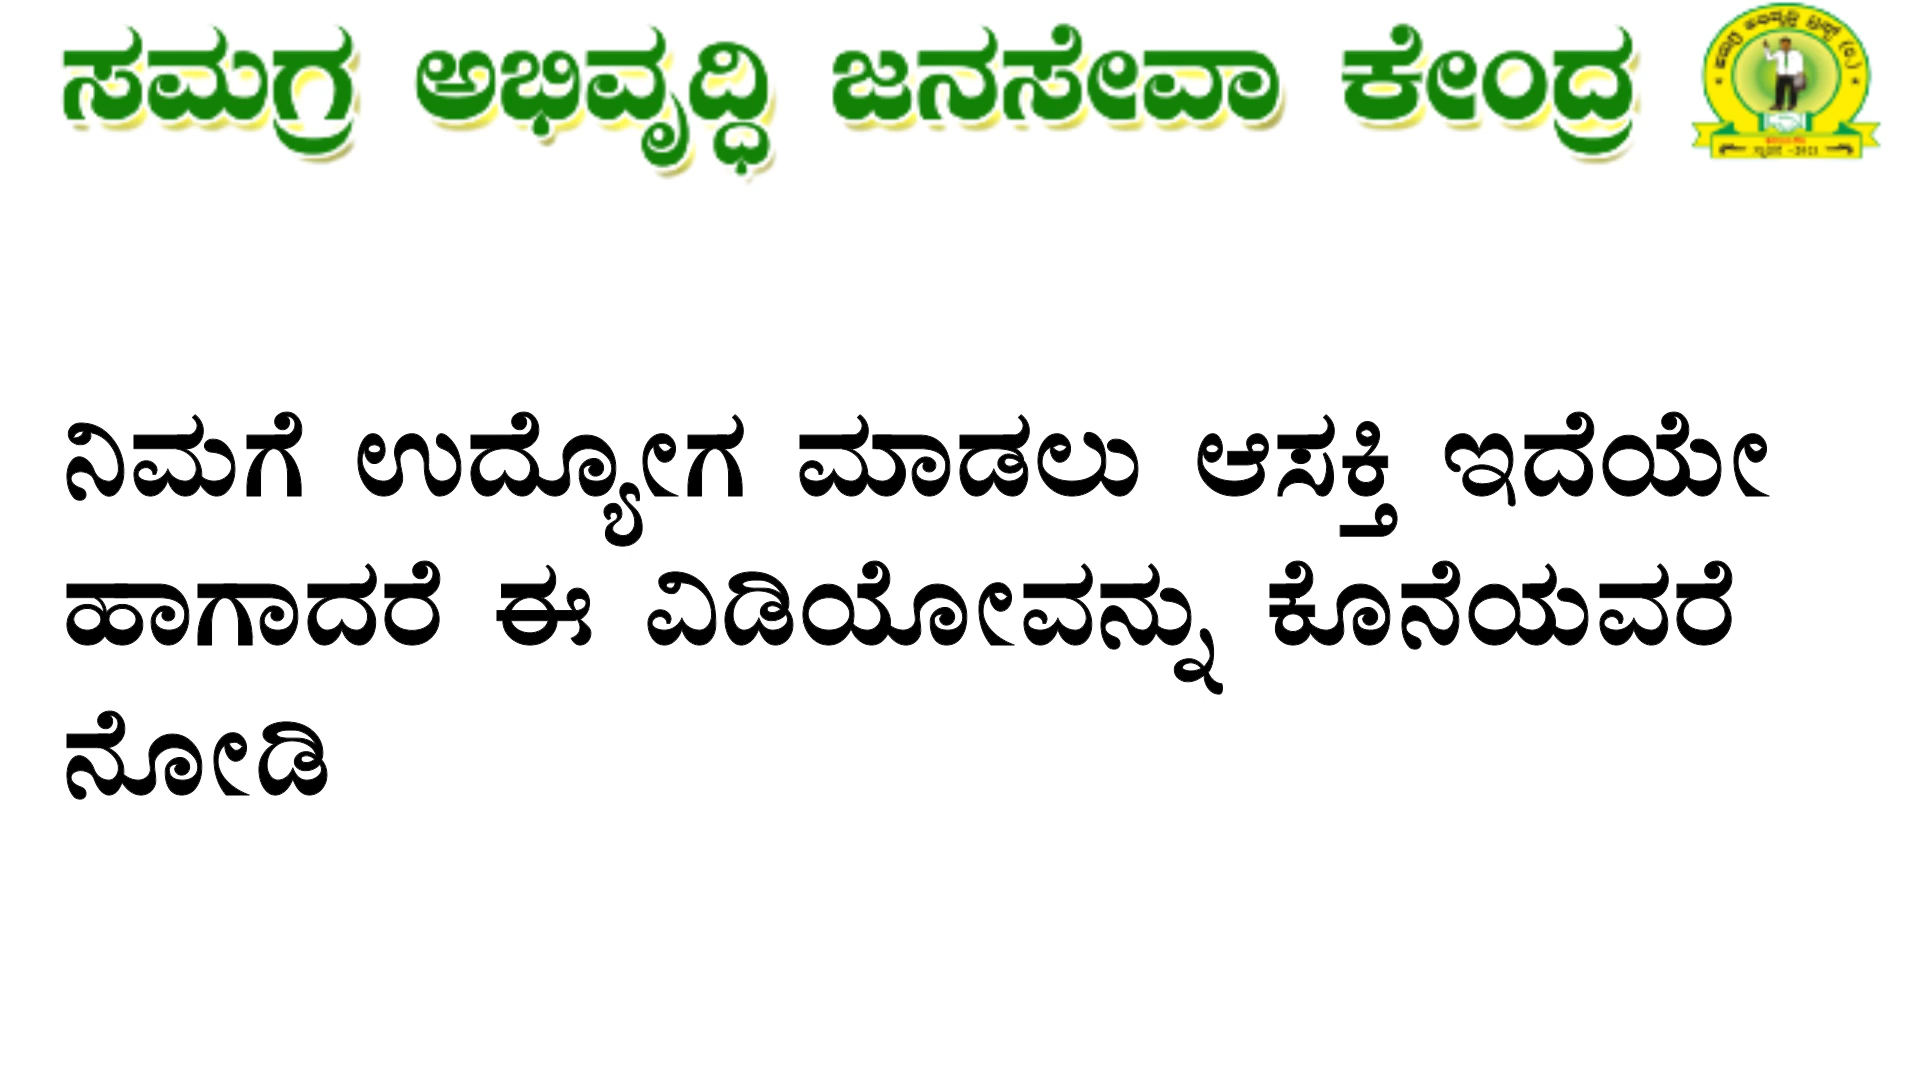 ಸಮಗ್ರ ಅಭಿವೃದ್ಧಿ ಜನಸೇವಾ ಕೇಂದ್ರ
ನಿಮಗೆ ಉದ್ಯೋಗ ಮಾಡಲು ಆಸಕ್ತಿ ಇದೆಯೇ
ಹಾಗಾದರೆ ಈ ವಿಡಿಯೋವನ್ನು ಕೊನೆಯವರೆ
ನೋಡಿ